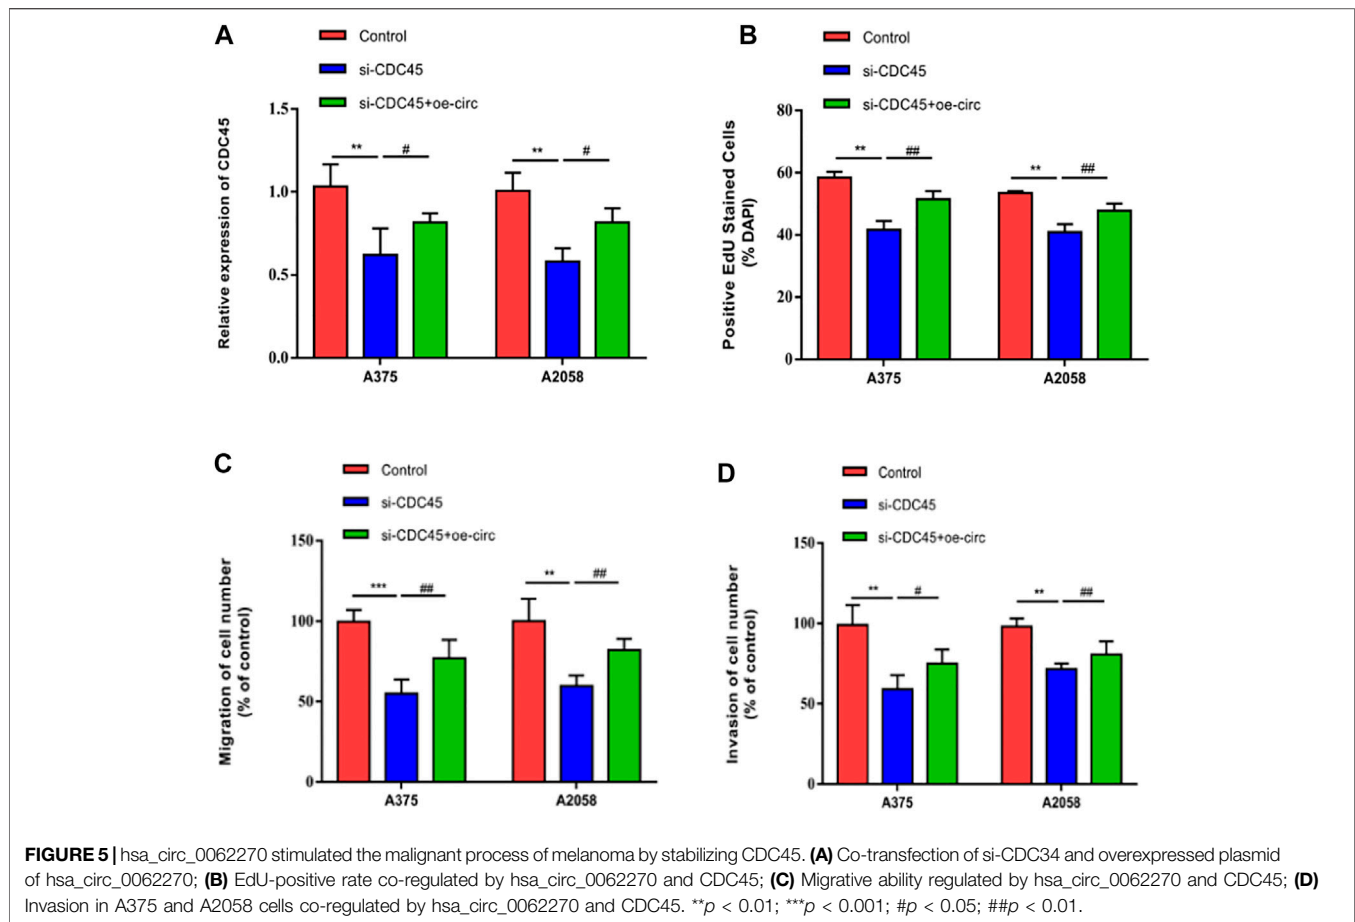 A
Control
si-CDC45
si-CDC45+oe-circ
Relative expression of CDC45
1.5
1.0
0.5
0.0
** #
** #
A375 A2058
B
Control
si-CDC45
si-CDC45+oe-circ
Positive EdU Stained Cells
(% DAPI)
80
60
40
20
0
** ##
** ##
A375 A2058
C
Control
si-CDC45
si-CDC45+oe-circ
Migration of cell number
(% of control)
150
100
50
0
*** ##
** ##
A375 A2058
D
Control
si-CDC45
si-CDC45+oe-circ
Invasion of cell number
(% of control)
150
100
50
0
** #
** ##
A375 A2058
FIGURE 5 | hsa_circ_0062270 stimulated the malignant process of melanoma by stabilizing CDC45. (A) Co-transfection of si-CDC34 and overexpressed plasmid
of hsa_circ_0062270; (B) EdU-positive rate co-regulated by hsa_circ_0062270 and CDC45; (C) Migrative ability regulated by hsa_circ_0062270 and CDC45; (D)
Invasion in A375 and A2058 cells co-regulated by hsa_circ_0062270 and CDC45. **p < 0.01; ***p < 0.001; #p < 0.05; ##p < 0.01.